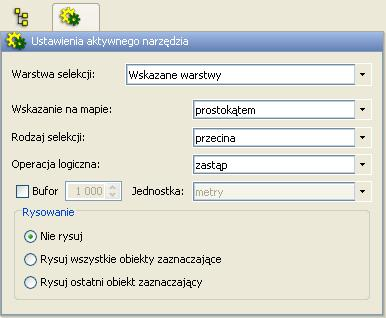 Ustawienia aktywnego narzędzia
Warstwa selekcji: Wskazane warstwy
Wskazanie na mapie: prostokątem
Rodzaj selekcji: przecina
Operacja logiczna: zastąp
Bufor 1 000 Jednostka: metry
Rysowanie
Nie rysuj
Rysuj wszystkie obiekty zaznaczające
Rysuj ostatni obiekt zaznaczający